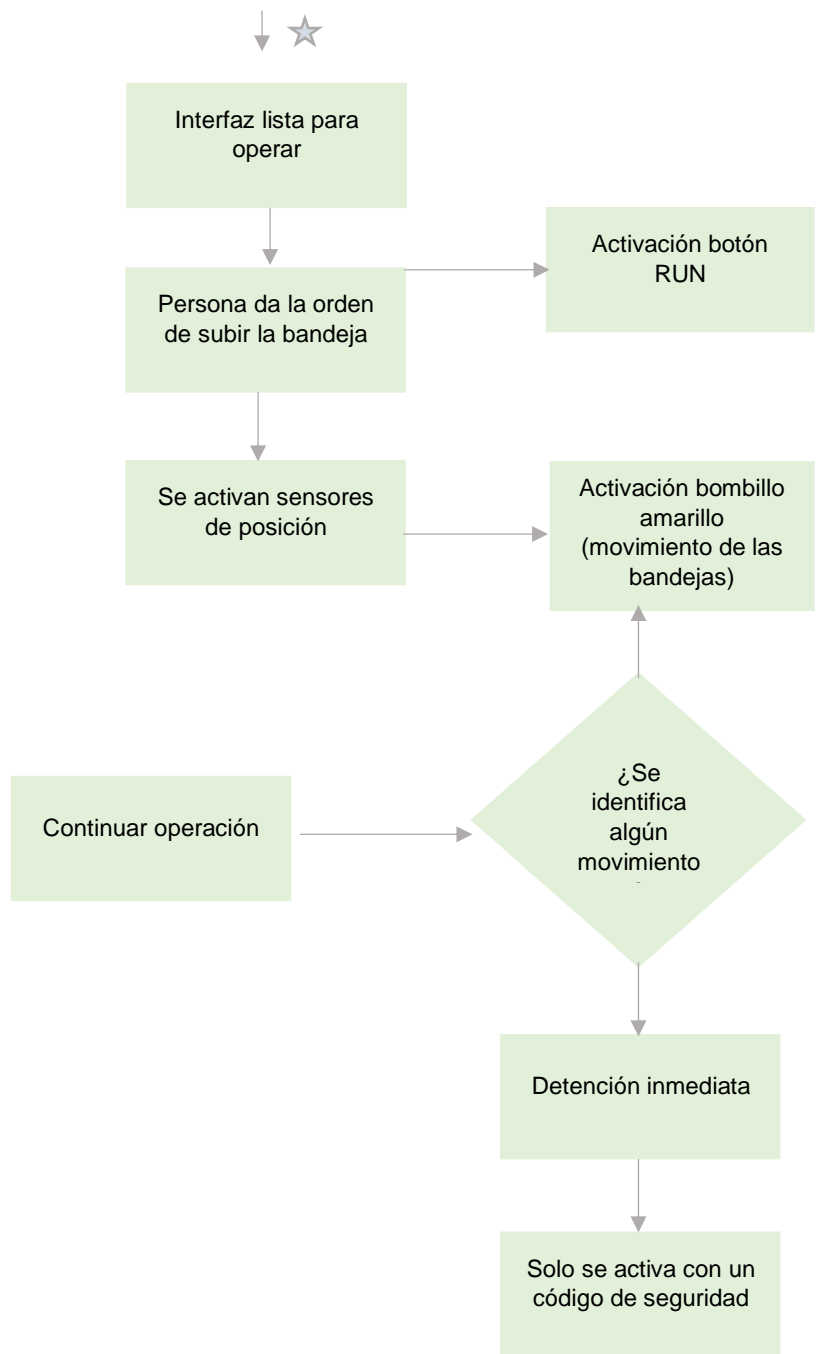 Interfaz lista para
operar
Activación botón
RUN
Persona da la orden
de subir la bandeja
Se activan sensores
de posición
Activación bombillo
amarillo
(movimiento de las
bandejas)
¿Se
identifica
algún
movimiento
Continuar operación
Detención inmediata
Solo se activa con un
código de seguridad